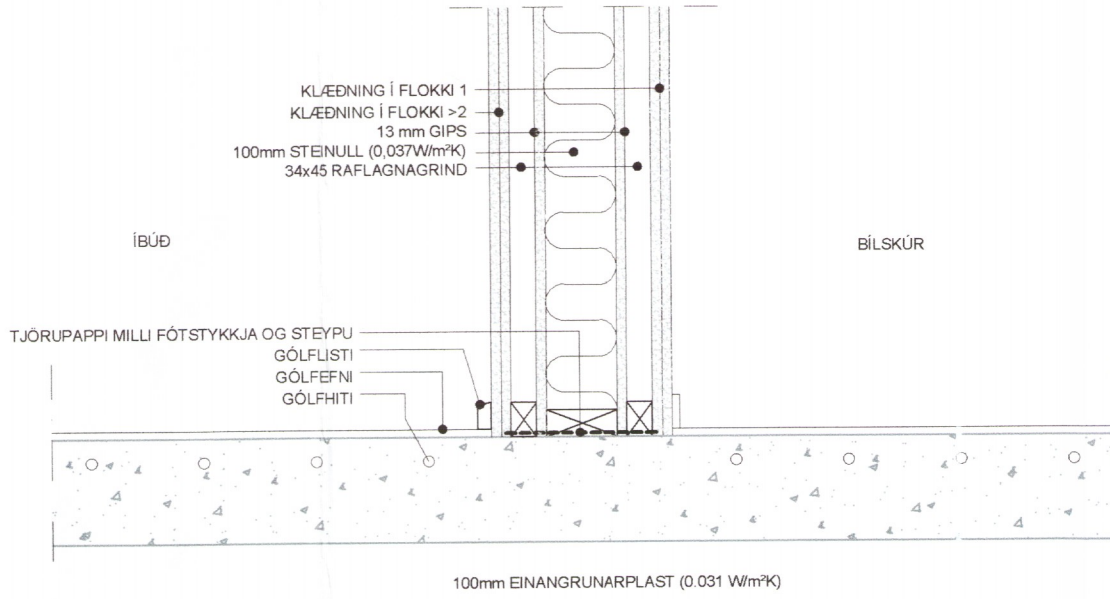 KLÆÐNING Í FLOKKI 1
KLÆÐNING Í FLOKKI >2
13 mm GIPS
100mm STEINULL (0,037W/m²K)
34x45 RAFLAGNAGRIND
ÍBÚÐ
BÍLSKÚR
TJÖRUPAPPI MILLI FÓTSTYKKJA OG STEYPU
GÓLFLISTI
GÓLFEFNI
GÓLFHITI
100mm EINANGRUNARPLAST (0.031 W/m²K)